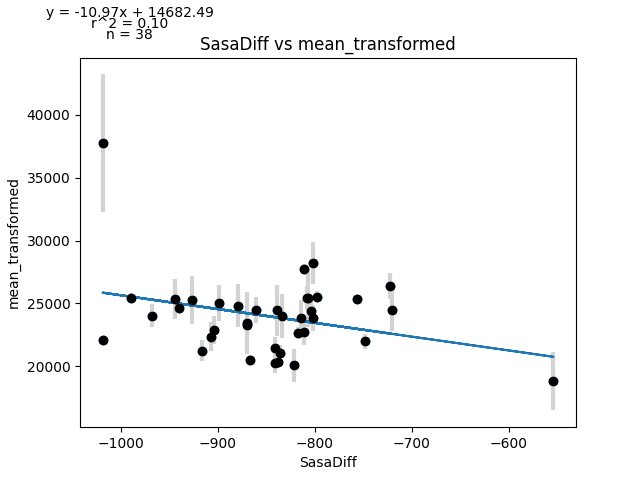 y = -10.97x + 14682.49
r^2 = 0.10
n = 38
SasaDiff vs mean_transformed
mean_transformed
40000
35000
30000
25000
20000
−1000
−900
−800
−700
−600
SasaDiff